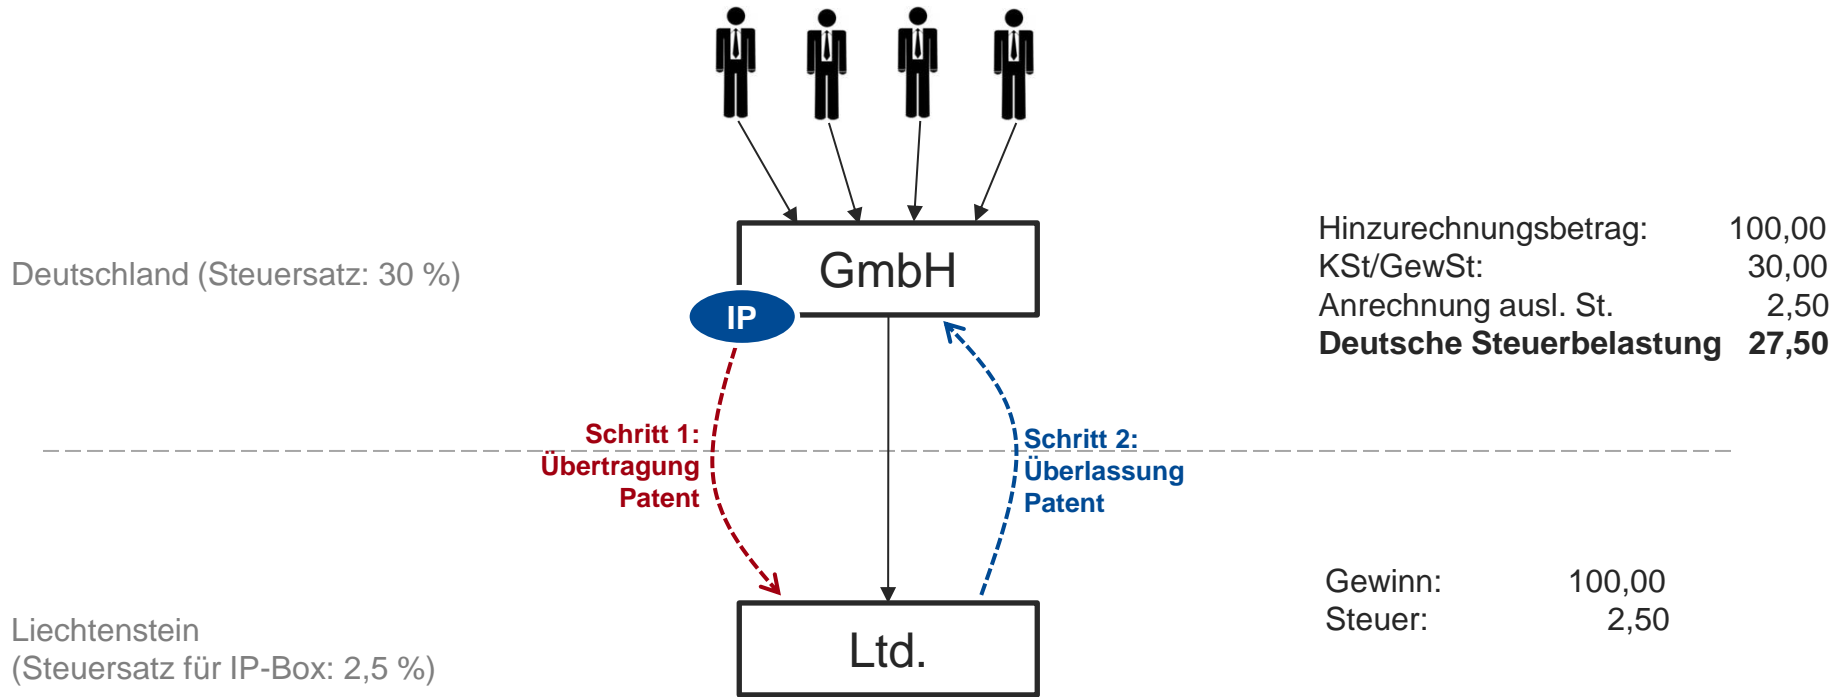 Deutschland (Steuersatz: 30 %)
GmbH
IP
Hinzurechnungsbetrag: 100,00
KSt/GewSt: 30,00
Anrechnung ausl. St. 2,50
Deutsche Steuerbelastung 27,50
Schritt 1:
Übertragung
Patent
Schritt 2:
Überlassung
Patent
Liechtenstein
(Steuersatz für IP-Box: 2,5 %)
Ltd.
Gewinn: 100,00
Steuer: 2,50